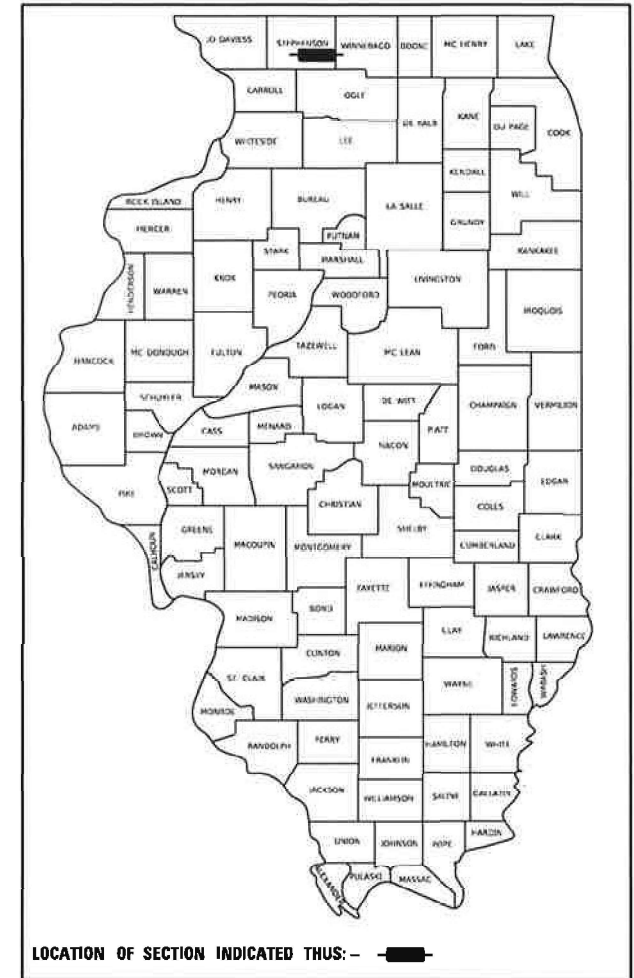 JO DAVIESS STEPHENSON WINNEBAGO BOONE MC HENRY LAKE
CARROLL OGLE
DE KALB KANE DU PAGE COOK
WHITESIDE LEE
KENDALL
ROCK ISLAND HENRY BUREAU LA SALLE WILL
MERCER GRUNDY
PUTNAM
STARK MARSHALL KANKAKEE
HENDERSON WARREN KNOX PEORIA WOODFORD LIVINGSTON
IROQUOIS
HANCOCK MC DONOUGH FULTON TAZEWELL MC LEAN FORD
MASON
SCHUYLER LOGAN DE WITT CHAMPAIGN VERMILION
ADAMS BROWN CASS MENARD PIATT
MACON
MORGAN SANGAMON DOUGLAS EDGAR
PIKE SCOTT CHRISTIAN MOULTRIE
COLES
GREENE MACOUPIN MONTGOMERY SHELBY
CALHOUN CUMBERLAND CLARK
JERSEY FAYETTE EFFINGHAM JASPER CRAWFORD
MADISON BOND
CLAY RICHLAND LAWRENCE
CLINTON MARION
ST. CLAIR WAYNE EDWARDS WABASH
WASHINGTON JEFFERSON
MONROE
RANDOLPH PERRY HAMILTON WHITE
FRANKLIN
JACKSON WILLIAMSON SALINE GALLATIN
UNION JOHNSON POPE HARDIN
ALEXANDER PULASKI MASSAC
LOCATION OF SECTION INDICATED THUS: –